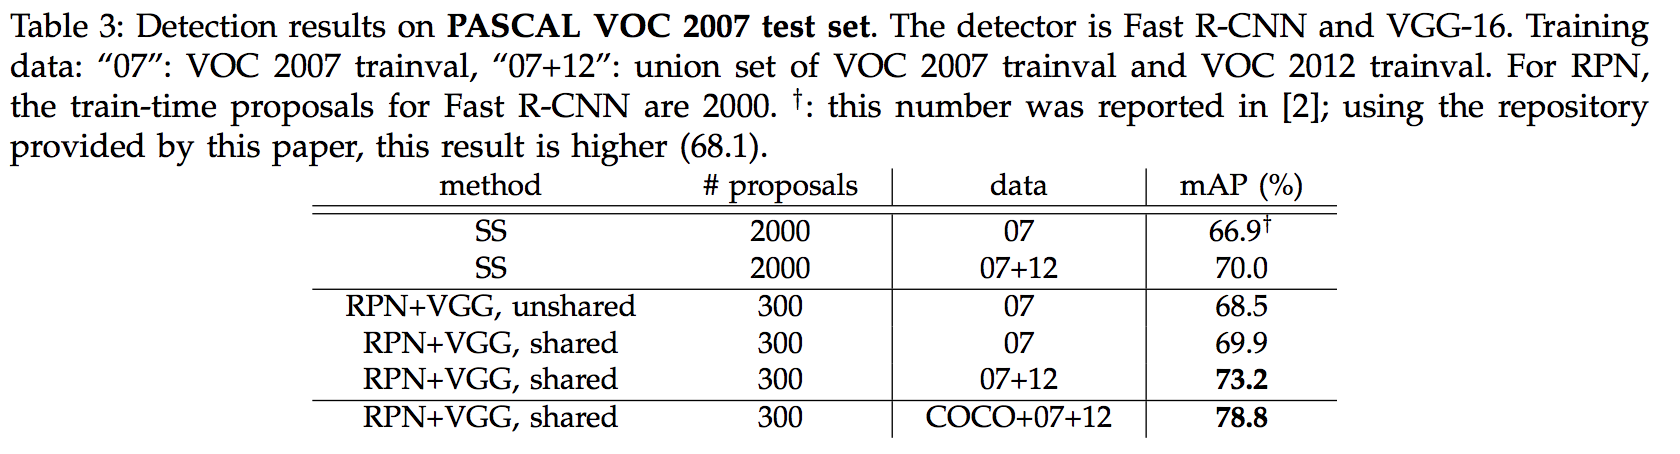 Table 3: Detection results on PASCAL VOC 2007 test set. The detector is Fast R-CNN and VGG-16. Training
data: “07”: VOC 2007 trainval, “07+12”: union set of VOC 2007 trainval and VOC 2012 trainval. For RPN,
the train-time proposals for Fast R-CNN are 2000. †: this number was reported in [2]; using the repository
provided by this paper, this result is higher (68.1).
method # proposals data mAP (%)
SS 2000 07 66.9†
SS 2000 07+12 70.0
RPN+VGG, unshared 300 07 68.5
RPN+VGG, shared 300 07 69.9
RPN+VGG, shared 300 07+12 73.2
RPN+VGG, shared 300 COCO+07+12 78.8